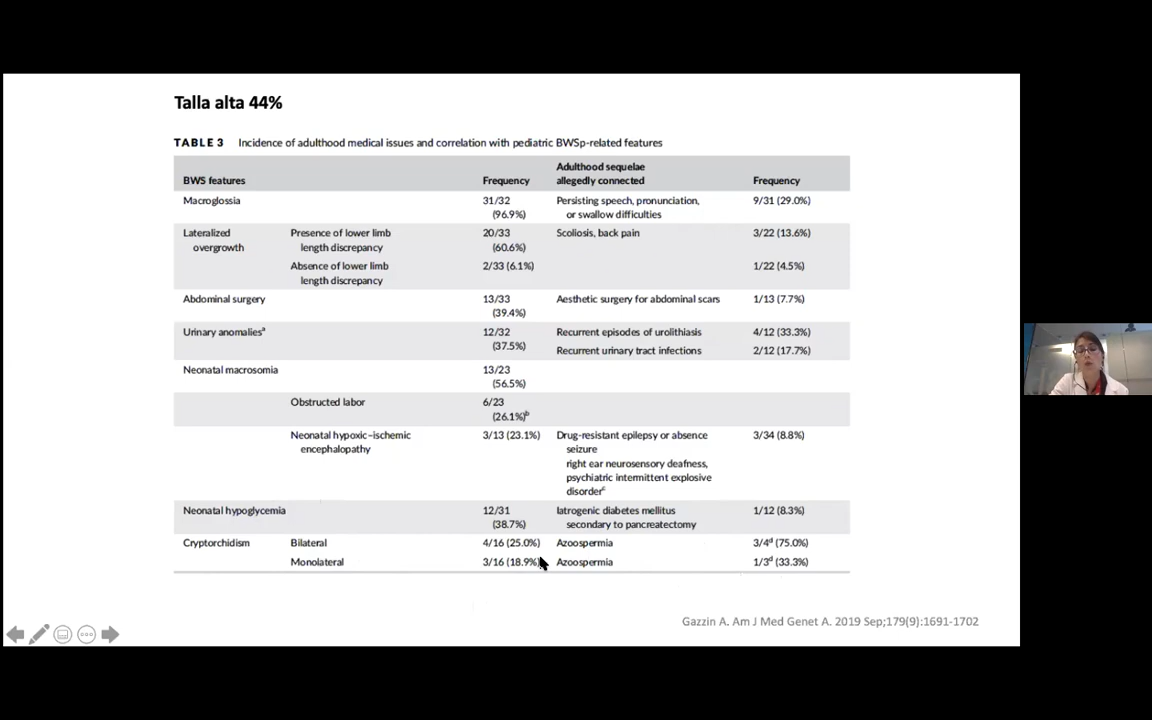 Talla alta 44%
TABLE 3 Incidence of adulthood medical issues and correlation with pediatric BWSp-related features
Adulthood sequelae
BWS features Frequency allegedly connected Frequency
Macroglossia 31/32 Persisting speech, pronunciation, 9/31 (29.0%)
(96.9%) or swallow difficulties
Lateralized Presence of lower limb 20/33 Scoliosis, back pain 3/22 (13.6%)
overgrowth length discrepancy (60.6%)
Absence of lower limb 2/33 (6.1%) 1/22 (4.5%)
length discrepancy
Abdominal surgery 13/33 Aesthetic surgery for abdominal scars 1/13 (7.7%)
(39.4%)
Urinary anomaliesa 12/32 Recurrent episodes of urolithiasis 4/12 (33.3%)
(37.5%) Recurrent urinary tract infections 2/12 (17.7%)
Neonatal macrosomia 13/23
(56.5%)
Obstructed labor 6/23
(26.1%)b
Neonatal hypoxic–ischemic 3/13 (23.1%) Drug-resistant epilepsy or absence 3/34 (8.8%)
encephalopathy seizure
right ear neurosensory deafness,
psychiatric intermittent explosive
disorderc
Neonatal hypoglycemia 12/31 Iatrogenic diabetes mellitus 1/12 (8.3%)
(38.7%) secondary to pancreatectomy
Cryptorchidism Bilateral 4/16 (25.0%) Azoospermia 3/4d (75.0%)
Monolateral 3/16 (18.9%) Azoospermia 1/3d (33.3%)
Gazzin A. Am J Med Genet A. 2019 Sep;179(9):1691-1702